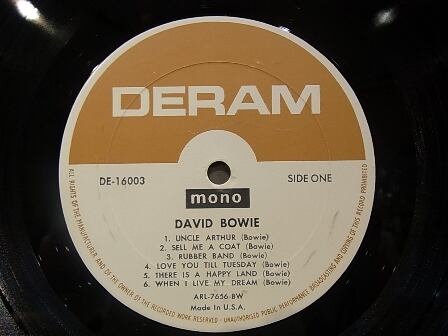 DERAM
DE-16003
SIDE ONE
mono
DAVID BOWIE
1. UNCLE ARTHUR (Bowie)
2. SELL ME A COAT (Bowie)
3. RUBBER BAND (Bowie)
4. LOVE YOU TILL TUESDAY (Bowie)
5. THERE IS A HAPPY LAND (Bowie)
6. WHEN I LIVE MY DREAM (Bowie)
ARL-7656-BW
Made in U.S.A.
ALL RIGHTS OF THE MANUFACTURER AND OF THE OWNER OF THE RECORDED WORK RESERVED - UNAUTHORISED PUBLIC PERFORMANCE, BROADCASTING AND COPYING OF THIS RECORD PROHIBITED